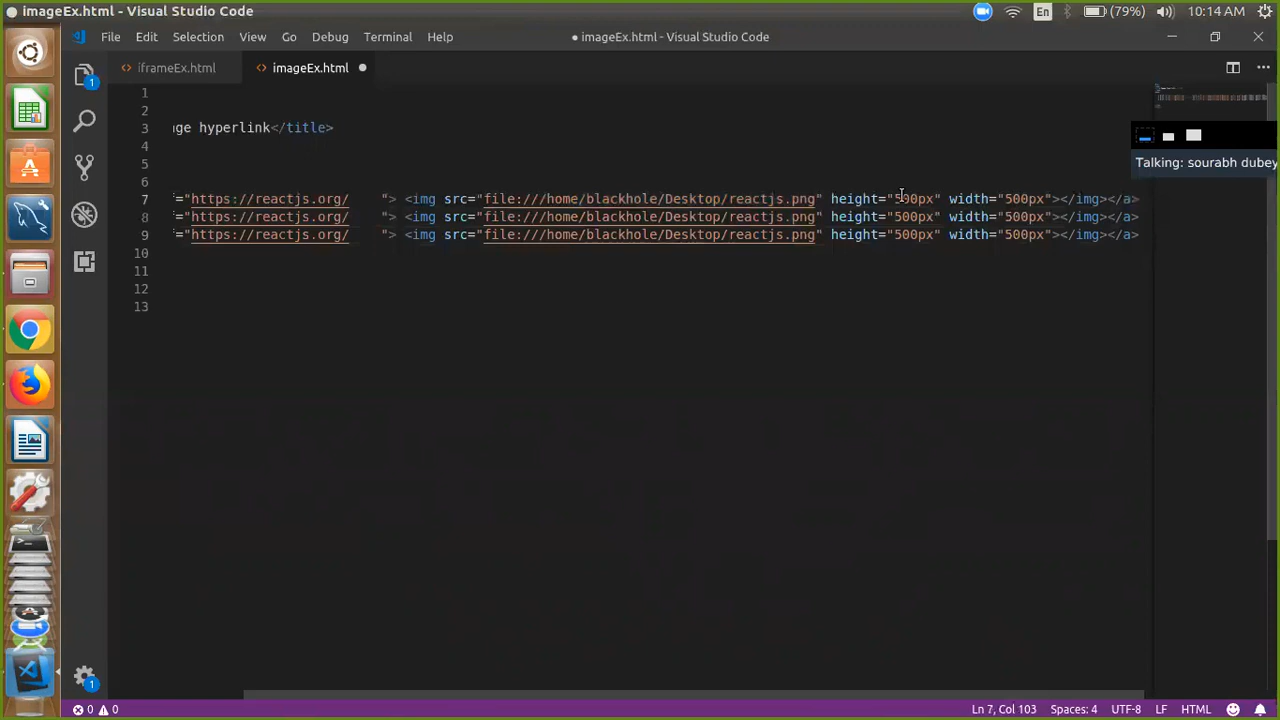 imageEx.html - Visual Studio Code
En
(79%)
10:14 AM
File Edit Selection View Go Debug Terminal Help
● imageEx.html - Visual Studio Code
iframeEx.html
imageEx.html
1
2
3 ge hyperlink</title>
4
5
6
7 ="https://reactjs.org/ "> <img src="file:///home/blackhole/Desktop/reactjs.png" height="500px" width="500px"></img></a>
8 ="https://reactjs.org/ "> <img src="file:///home/blackhole/Desktop/reactjs.png" height="500px" width="500px"></img></a>
9 ="https://reactjs.org/ "> <img src="file:///home/blackhole/Desktop/reactjs.png" height="500px" width="500px"></img></a>
10
11
12
13
Talking: sourabh dubey
1
1
0 0
Ln 7, Col 103
Spaces: 4
UTF-8
LF
HTML